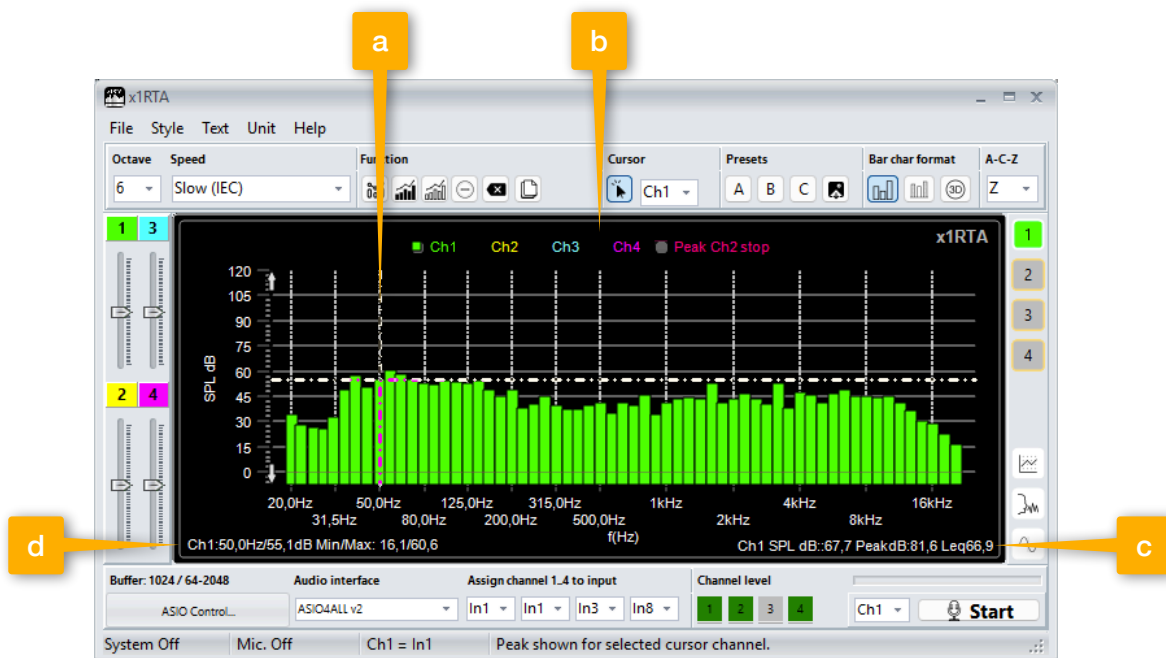 a
b
x1RTA
File Style Text Unit Help
Octave Speed Function Cursor Presets Bar char format A-C-Z
6 Slow (IEC) Ch1 A B C 3D Z
1 3
Ch1 Ch2 Ch3 Ch4 Peak Ch2 stop x1RTA
1
2
3
4
2 4
SPL dB
120
105
90
75
60
45
30
15
0
20,0Hz 50,0Hz 125,0Hz 315,0Hz 1kHz 4kHz 16kHz
31,5Hz 80,0Hz 200,0Hz 500,0Hz 2kHz 8kHz
f(Hz)
d
Ch1:50,0Hz/55,1dB Min/Max: 16,1/60,6
Ch1 SPL dB::67,7 PeakdB:81,6 Leq66,9
c
Buffer: 1024 / 64-2048 Audio interface Assign channel 1..4 to input Channel level
ASIO Control... ASIO4ALL v2 In1 In1 In3 In8 1 2 3 4 Ch1 Start
System Off Mic. Off Ch1 = In1 Peak shown for selected cursor channel.